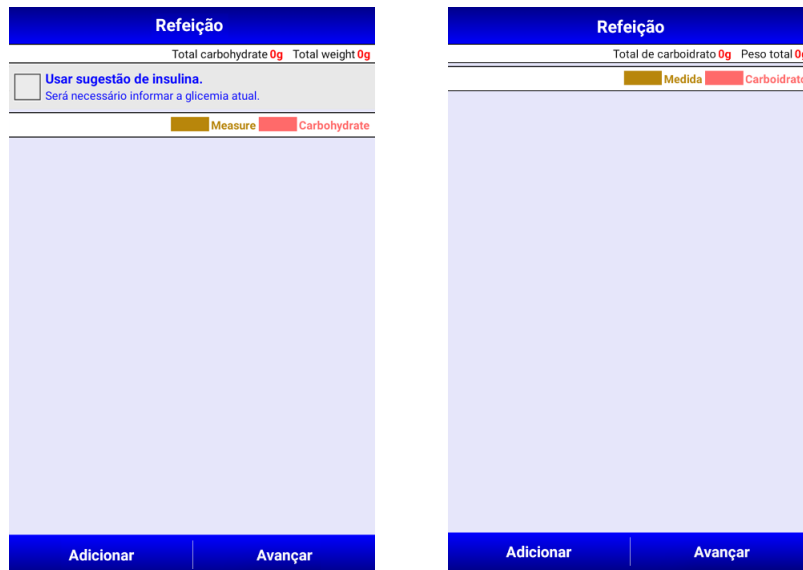 Refeição
Total carbohydrate 0g Total weight 0g
Usar sugestão de insulina.
Será necessário informar a glicemia atual.
Measure Carbohydrate
Adicionar Avançar
Refeição
Total de carboidrato 0g Peso total 0g
Medida Carboidrato
Adicionar Avançar